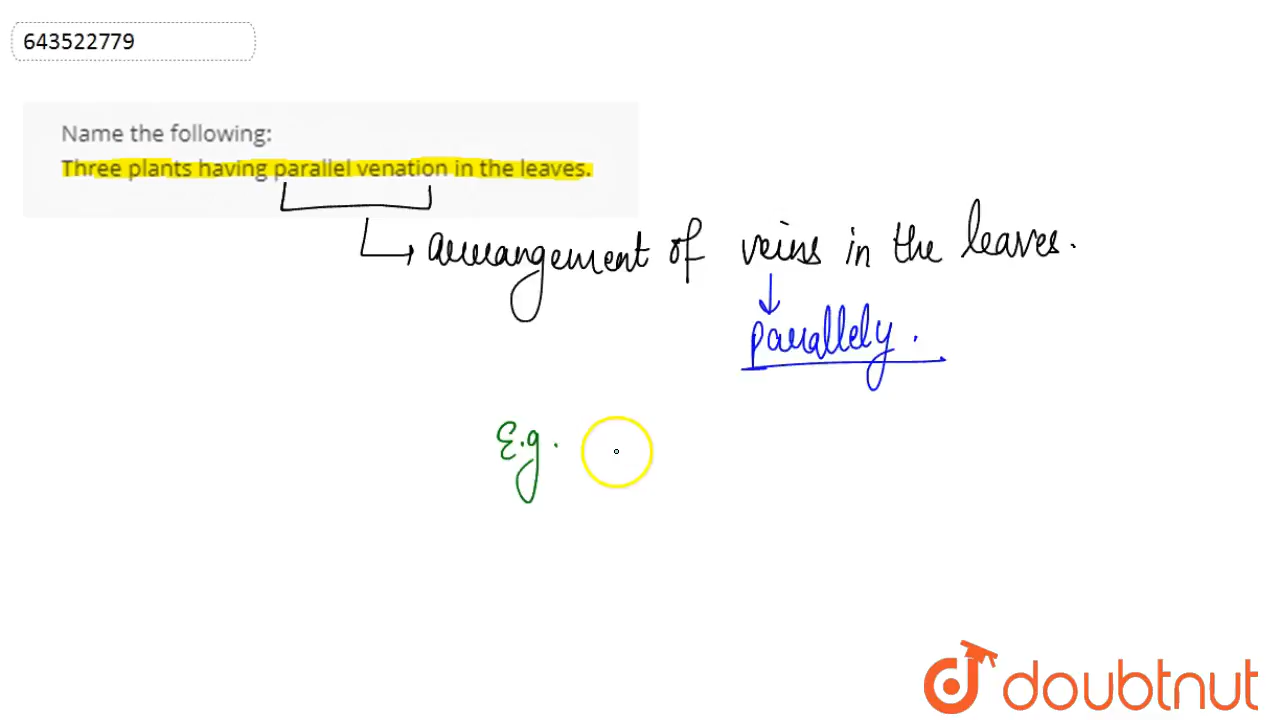 643522779
Name the following:
Three plants having parallel venation in the leaves.
arrangement of veins in the leaves.
parallely.
E.g.
doubtnut